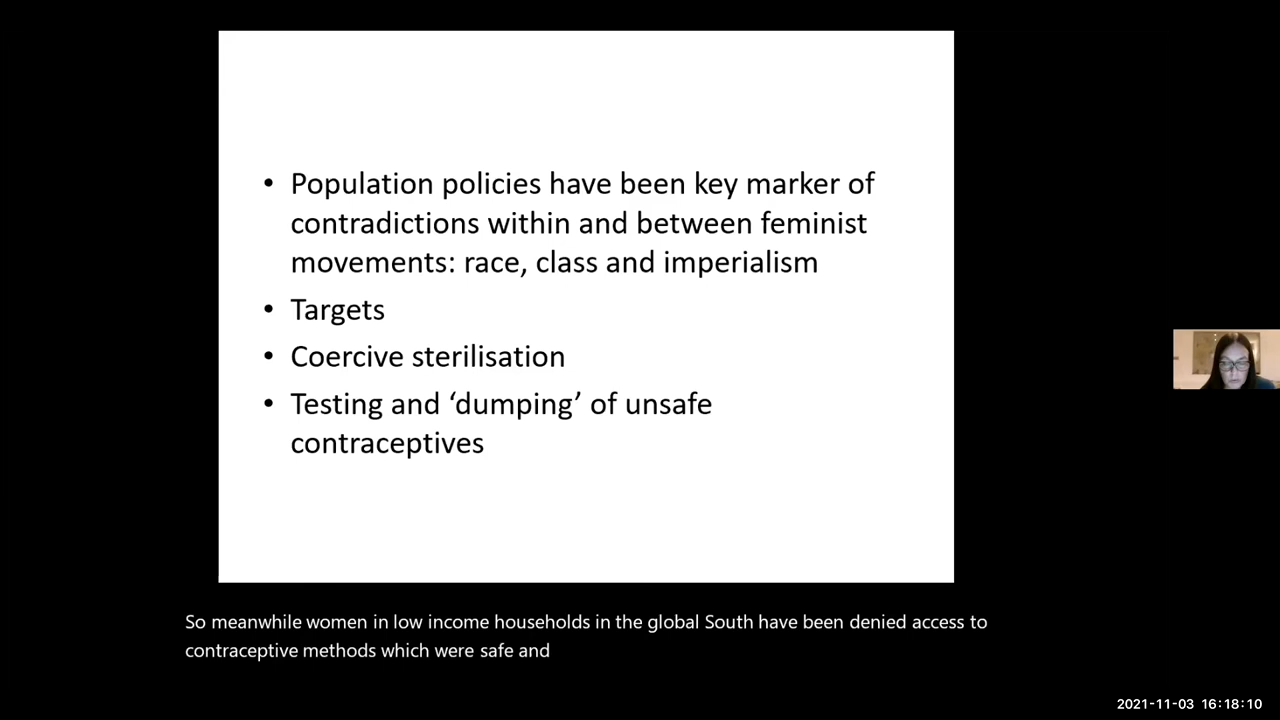 • Population policies have been key marker of
contradictions within and between feminist
movements: race, class and imperialism
• Targets
• Coercive sterilisation
• Testing and ‘dumping’ of unsafe
contraceptives
So meanwhile women in low income households in the global South have been denied access to
contraceptive methods which were safe and
2021-11-03 16:18:10